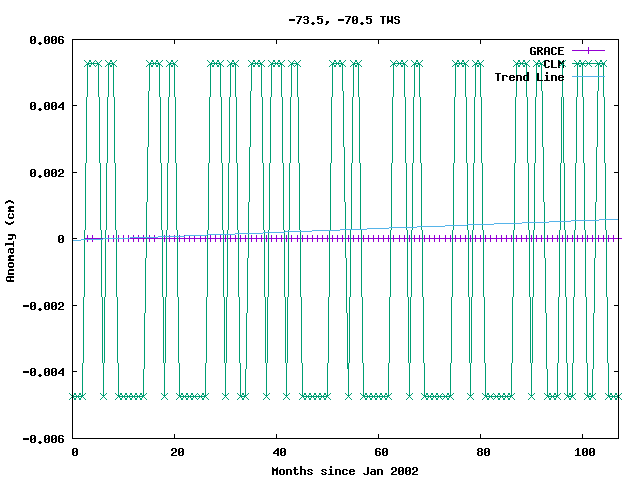 -73.5, -70.5 TWS
GRACE
CLM
Trend Line
0.006
0.004
0.002
0
-0.002
-0.004
-0.006
Anomaly (cm)
0 20 40 60 80 100
Months since Jan 2002